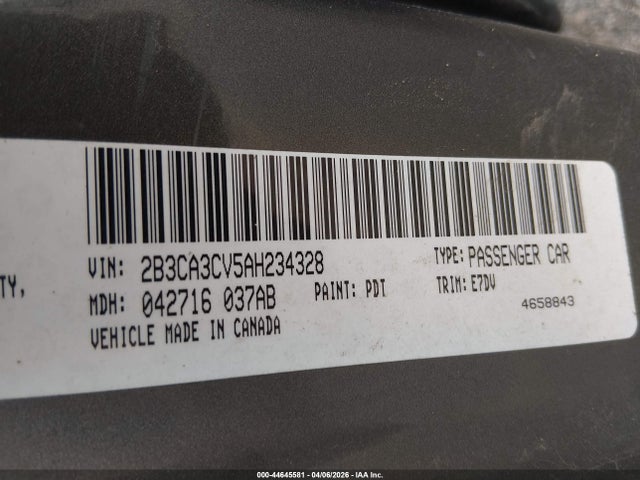 TY,
VIN: 2B3CA3CV5AH234328 TYPE: PASSENGER CAR
MDH: 042716 037AB PAINT: PDT TRIM: E7DV
4658843
VEHICLE MADE IN CANADA
000-44645581 - 04/06/2026 - IAA Inc.